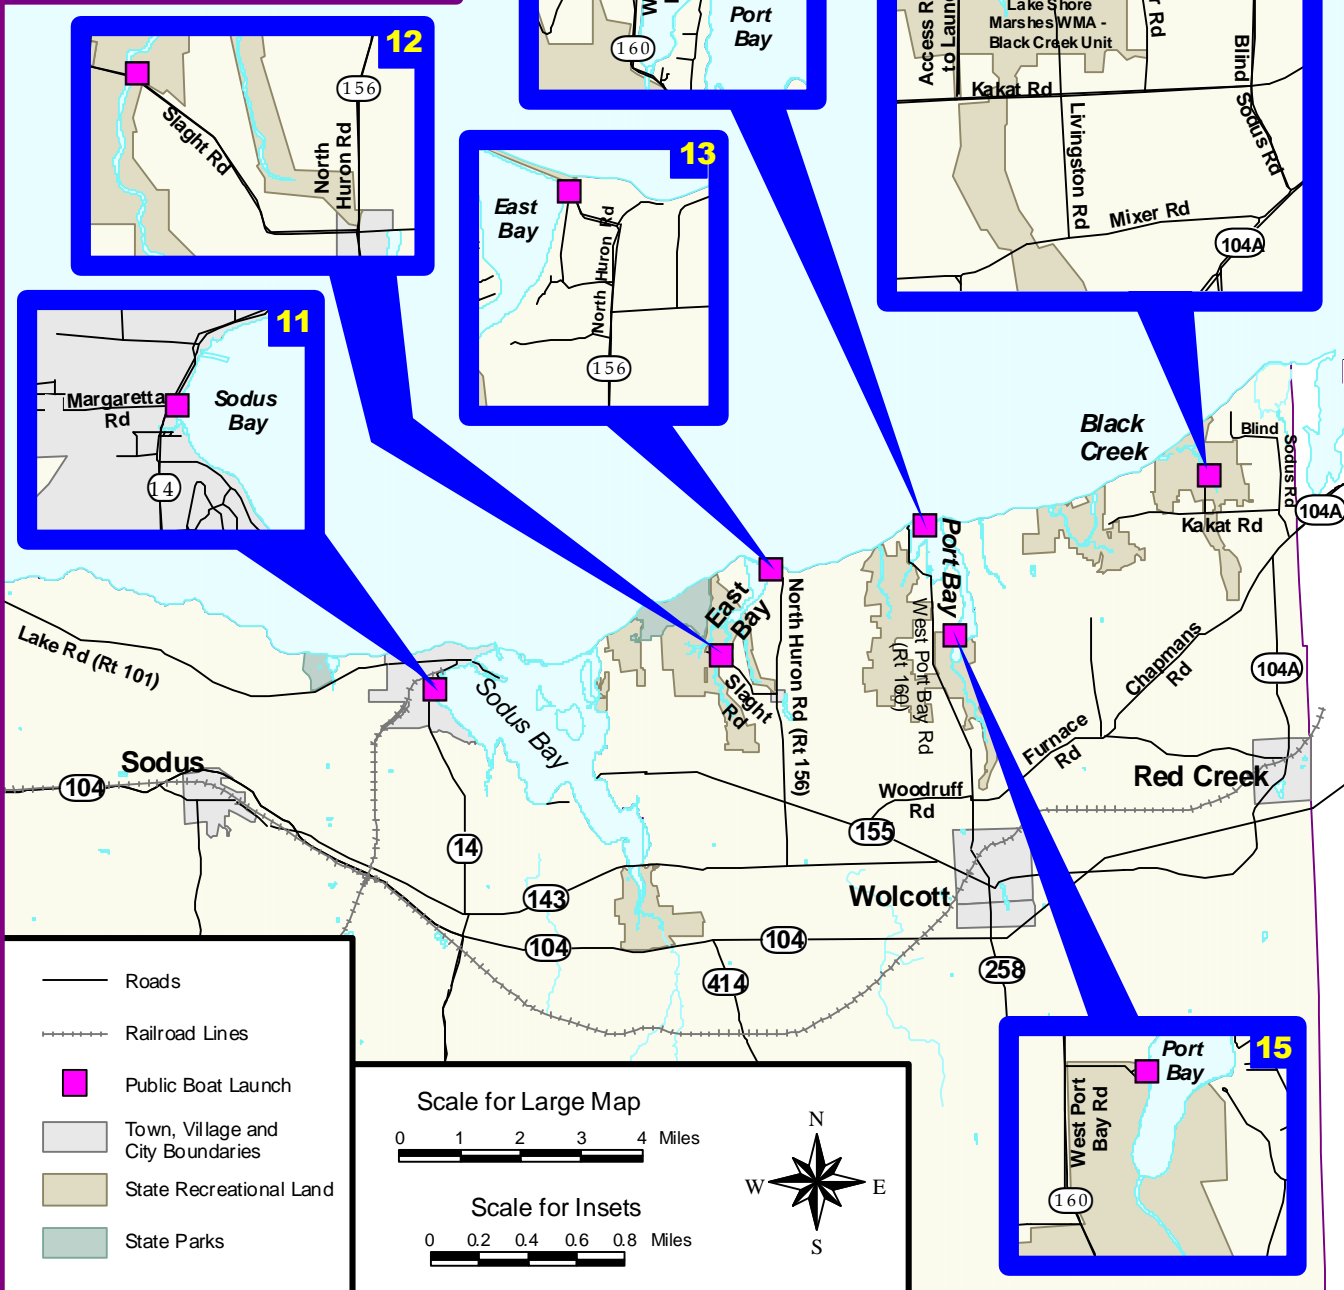 12
156
Slaght Rd
North
Huron Rd
W
Port
Bay
160
Access R
to Laun
Lake Shore
Marshes WMA -
Black Creek Unit
r Rd
Blind
Sodus Rd
Kakat Rd
Livingston Rd
Mixer Rd
104A
13
East
Bay
North Huron Rd
156
11
Margaretta
Rd
Sodus
Bay
14
Black
Creek
Blind
Sodus Rd
104A
Kakat Rd
Port Bay
East
Bay
North Huron Rd (Rt 156)
West Port Bay Rd
(Rt 160)
Slaght
Rd
Lake Rd (Rt 101)
Sodus Bay
Chapmans
Rd
104A
Furnace
Rd
Sodus
104
Red Creek
Woodruff
Rd
155
14
143
Wolcott
104
104
414
258
Roads
Railroad Lines
Public Boat Launch
Town, Village and
City Boundaries
State Recreational Land
State Parks
Scale for Large Map
0 1 2 3 4 Miles
Scale for Insets
0 0.2 0.4 0.6 0.8 Miles
N
W E
S
15
Port
Bay
West Port
Bay Rd
160